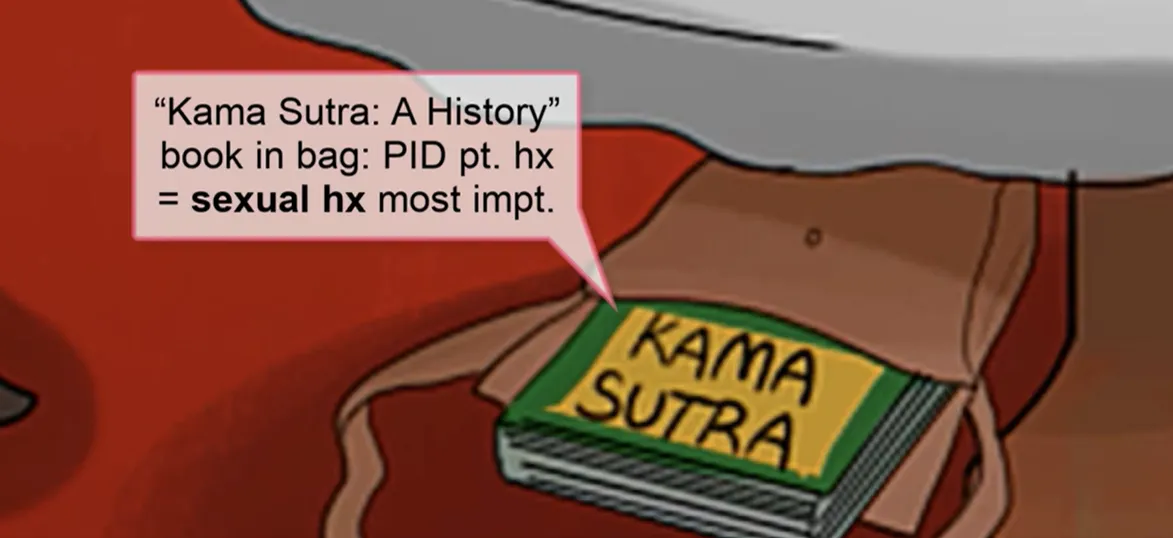 “Kama Sutra: A History”
book in bag: PID pt. hx
= sexual hx most impt.
KAMA
SUTRA